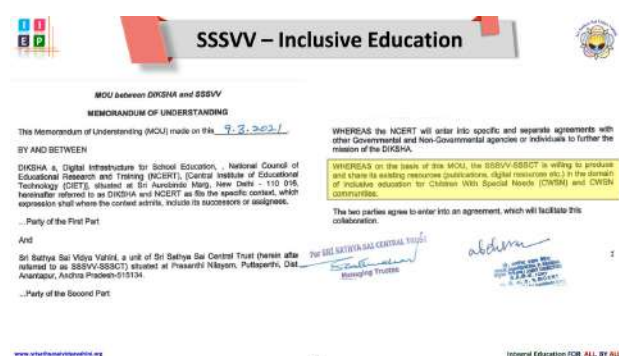 I I
E P
SSSVV – Inclusive Education
MOU between DIKSHA and SSSVV
MEMORANDUM OF UNDERSTANDING
This Memorandum of Understanding (MOU) made on this 9.3.2021
BY AND BETWEEN
DIKSHA a, Digital Infrastructure for School Education, , National Council of
Educational Research and Training (NCERT), [Central Institute of Educational
Technology (CIET)], situated at Sri Aurobindo Marg, New Delhi - 110 016,
hereinafter referred to as DIKSHA and NCERT as fits the specific context, which
expression shall where the context admits, include its successors or assignees.
...Party of the First Part
And
Sri Sathya Sai Vidya Vahini, a unit of Sri Sathya Sai Central Trust (herein after
referred to as SSSVV-SSSCT) situated at Prasanthi Nilayam, Puttaparthi, Dist
Anantapur, Andhra Pradesh-515134.
...Party of the Second Part
WHEREAS the NCERT will enter into specific and separate agreements with
other Governmental and Non-Governmental agencies or individuals to further the
mission of the DIKSHA.
WHEREAS on the basis of this MOU, the SSSVV-SSSCT is willing to produce
and share its existing resources (publications, digital resources etc.) in the domain
of inclusive education for Children With Special Needs (CWSN) and CWSN
communities.
The two parties agree to enter into an agreement, which will facilitate this
collaboration.
For SRI SATHYA SAI CENTRAL TRUST
Managing Trustee
www.srisathyasaividyavahini.org
Integral Education FOR ALL, BY ALL